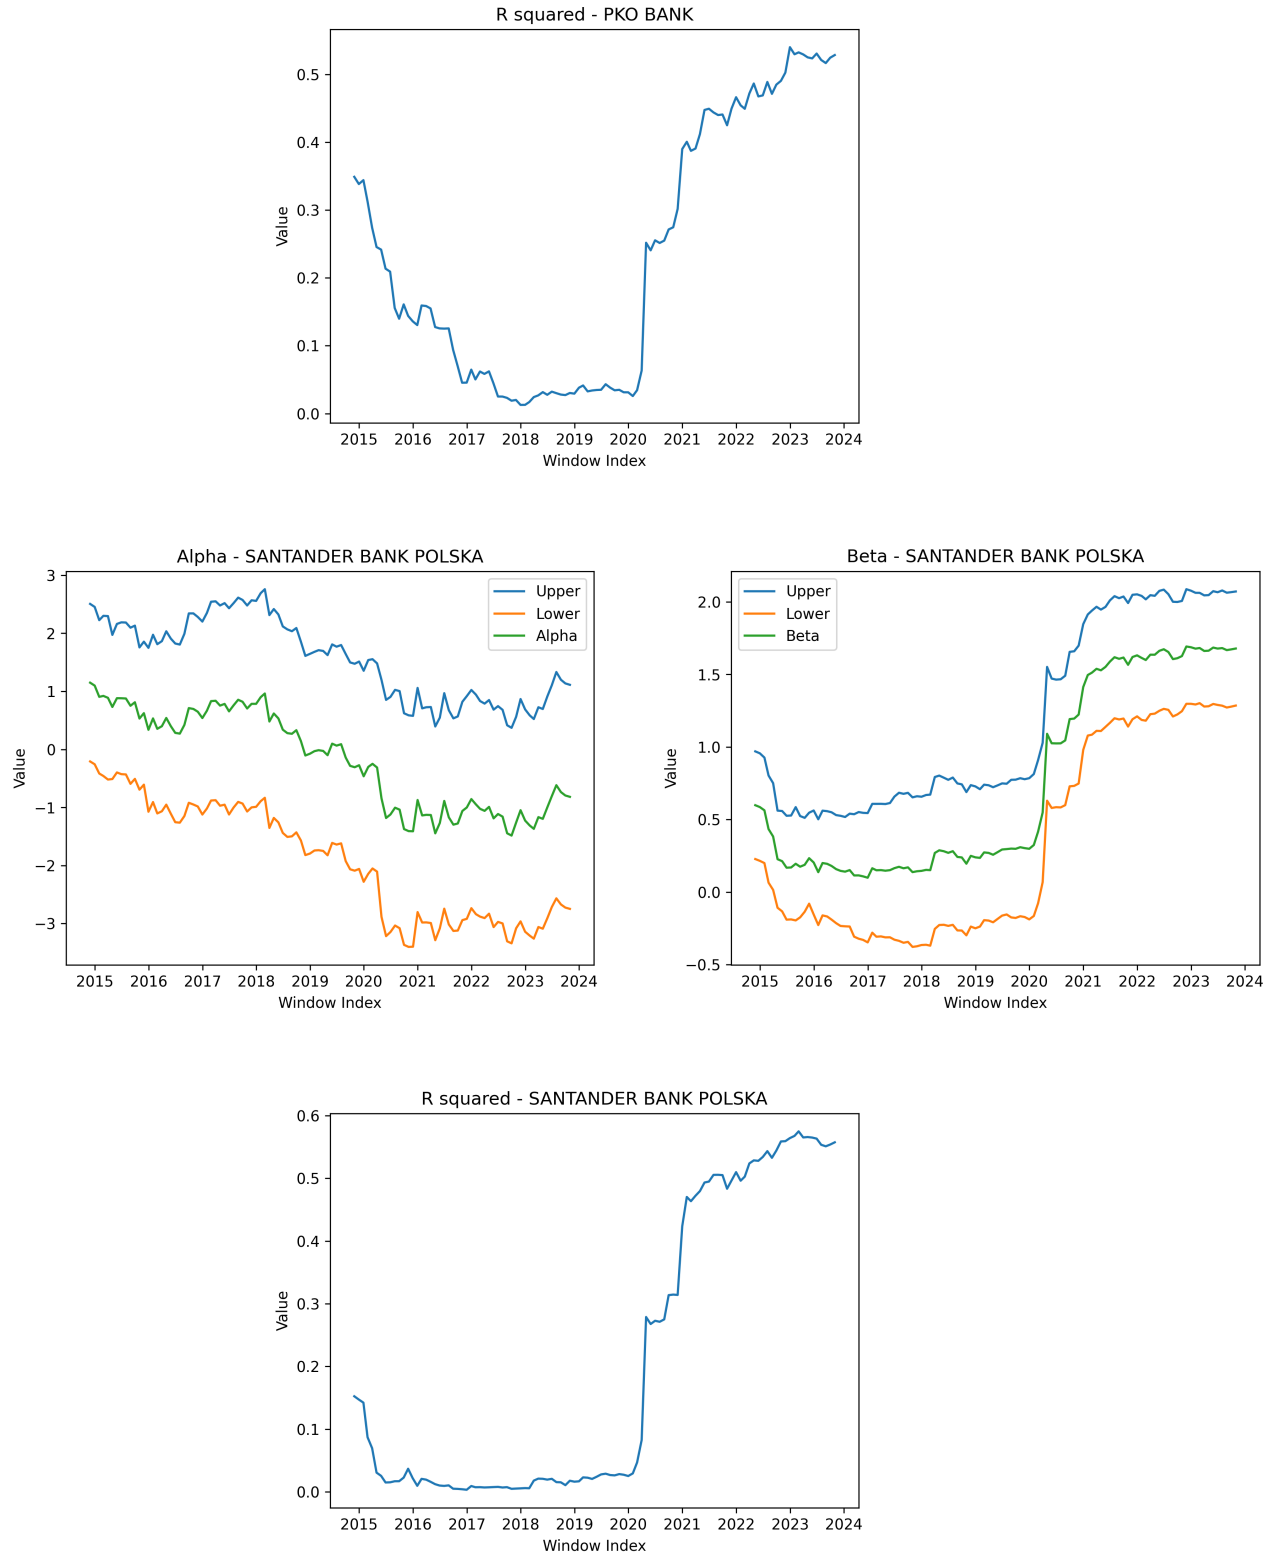 R squared - PKO BANK
0.5
0.4
0.3
0.2
0.1
0.0
Value
2015 2016 2017 2018 2019 2020 2021 2022 2023 2024
Window Index
Alpha - SANTANDER BANK POLSKA
3
2
1
0
−1
−2
−3
Value
Upper
Lower
Alpha
2015 2016 2017 2018 2019 2020 2021 2022 2023 2024
Window Index
Beta - SANTANDER BANK POLSKA
2.0
1.5
1.0
0.5
0.0
−0.5
Value
Upper
Lower
Beta
2015 2016 2017 2018 2019 2020 2021 2022 2023 2024
Window Index
R squared - SANTANDER BANK POLSKA
0.6
0.5
0.4
0.3
0.2
0.1
0.0
Value
2015 2016 2017 2018 2019 2020 2021 2022 2023 2024
Window Index